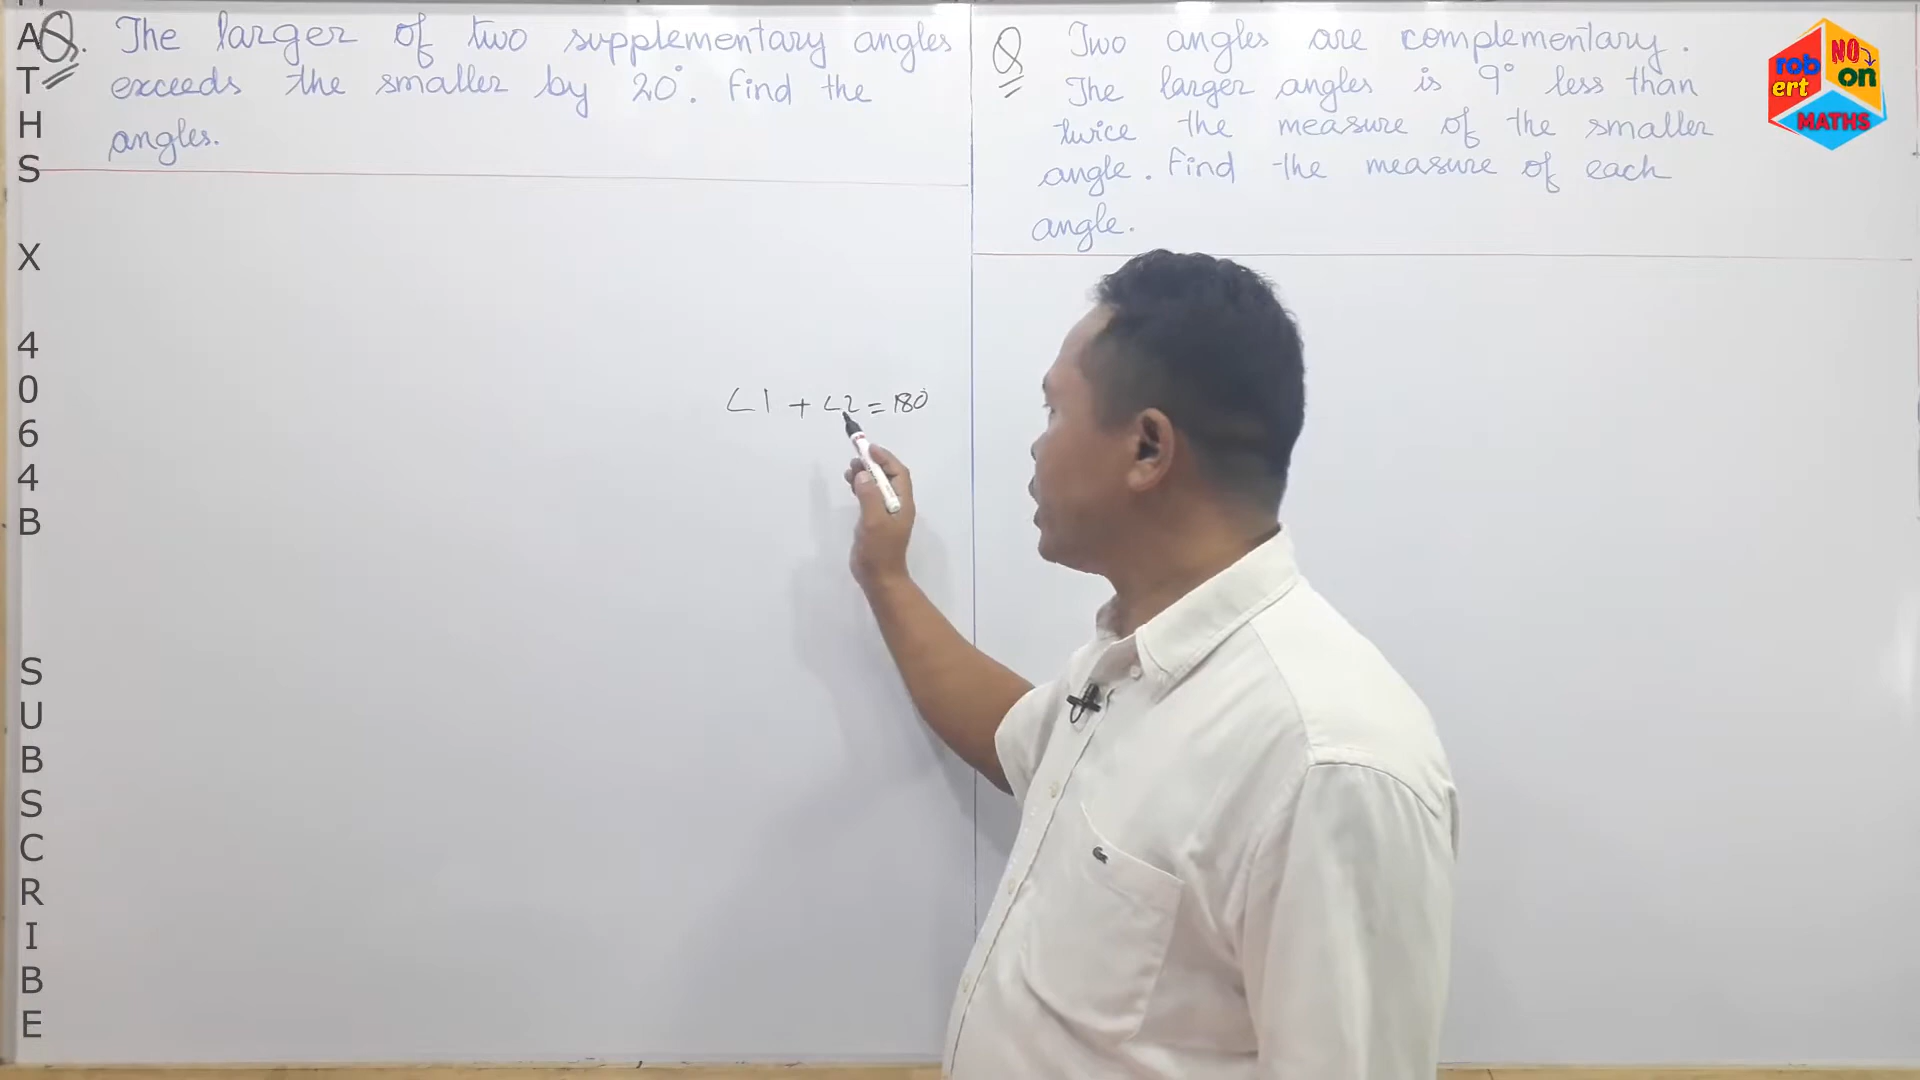 Q. The larger of two supplementary angles
exceeds the smaller by 20°. Find the
angles.
∠1 + ∠2 = 180°
Q Two angles are complementary.
The larger angles is 9° less than
twice the measure of the smaller
angle. Find the measure of each
angle.
rob
ert
NO
on
MATHS
MATHS X 4064B SUBSCRIBE